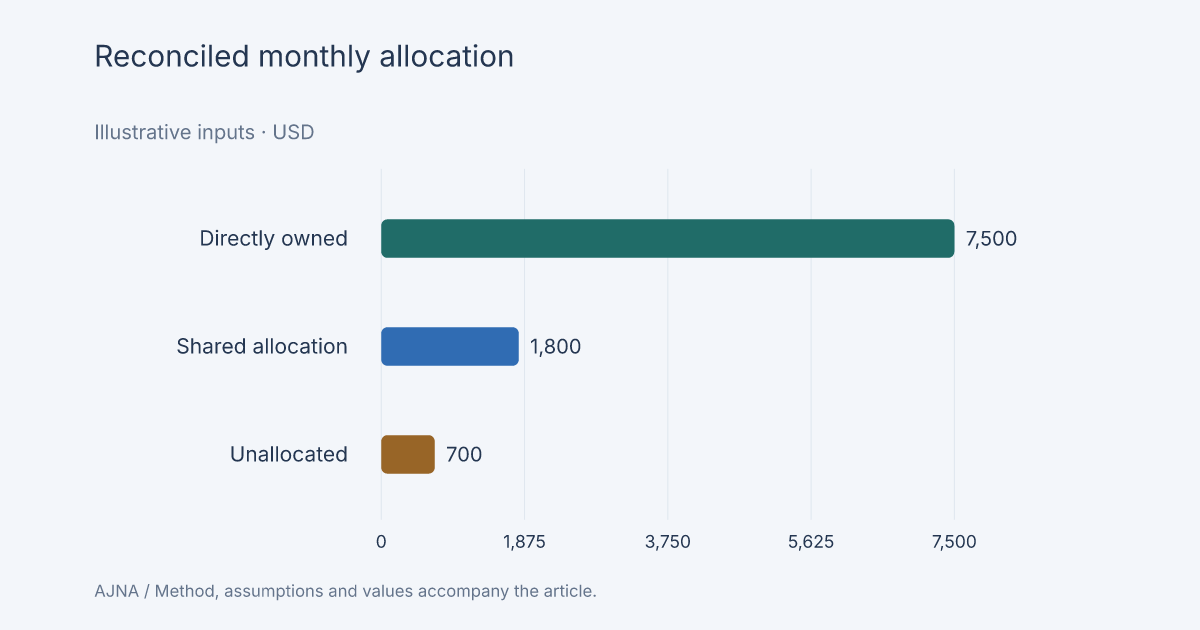 Reconciled monthly allocation
Illustrative inputs · USD
Directly owned 7,500
Shared allocation 1,800
Unallocated 700
0 1,875 3,750 5,625 7,500
AJNA / Method, assumptions and values accompany the article.